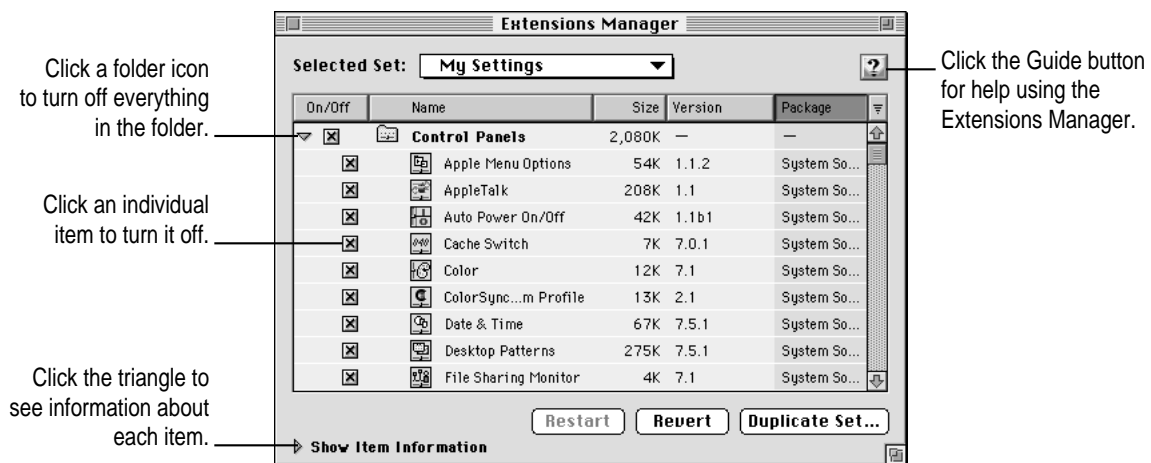 Extensions Manager
Click a folder icon
to turn off everything
in the folder.
Selected Set: My Settings
?
Click the Guide button
for help using the
Extensions Manager.
On/Off Name Size Version Package
Control Panels 2,080K — —
Apple Menu Options 54K 1.1.2 System So...
AppleTalk 208K 1.1 System So...
Click an individual
item to turn it off.
Auto Power On/Off 42K 1.1b1 System So...
Cache Switch 7K 7.0.1 System So...
Color 12K 7.1 System So...
ColorSync...m Profile 13K 2.1 System So...
Date & Time 67K 7.5.1 System So...
Desktop Patterns 275K 7.5.1 System So...
File Sharing Monitor 4K 7.1 System So...
Click the triangle to
see information about
each item.
Restart Revert Duplicate Set...
Show Item Information